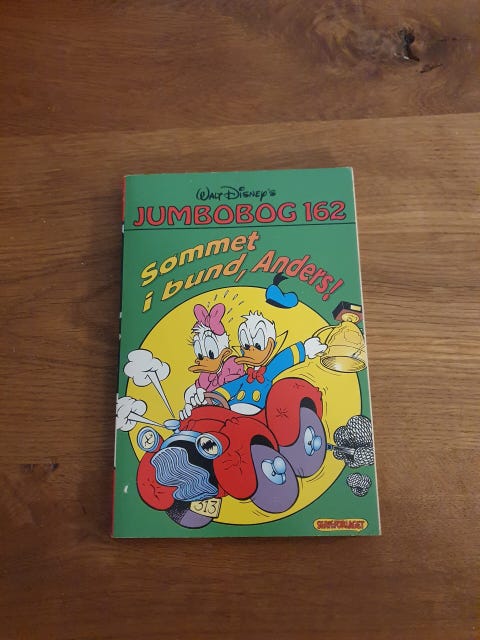 Walt Disney's
JUMBOBOG 162
Sommet
i bund, Anders!
313
SERIEFORLAGET